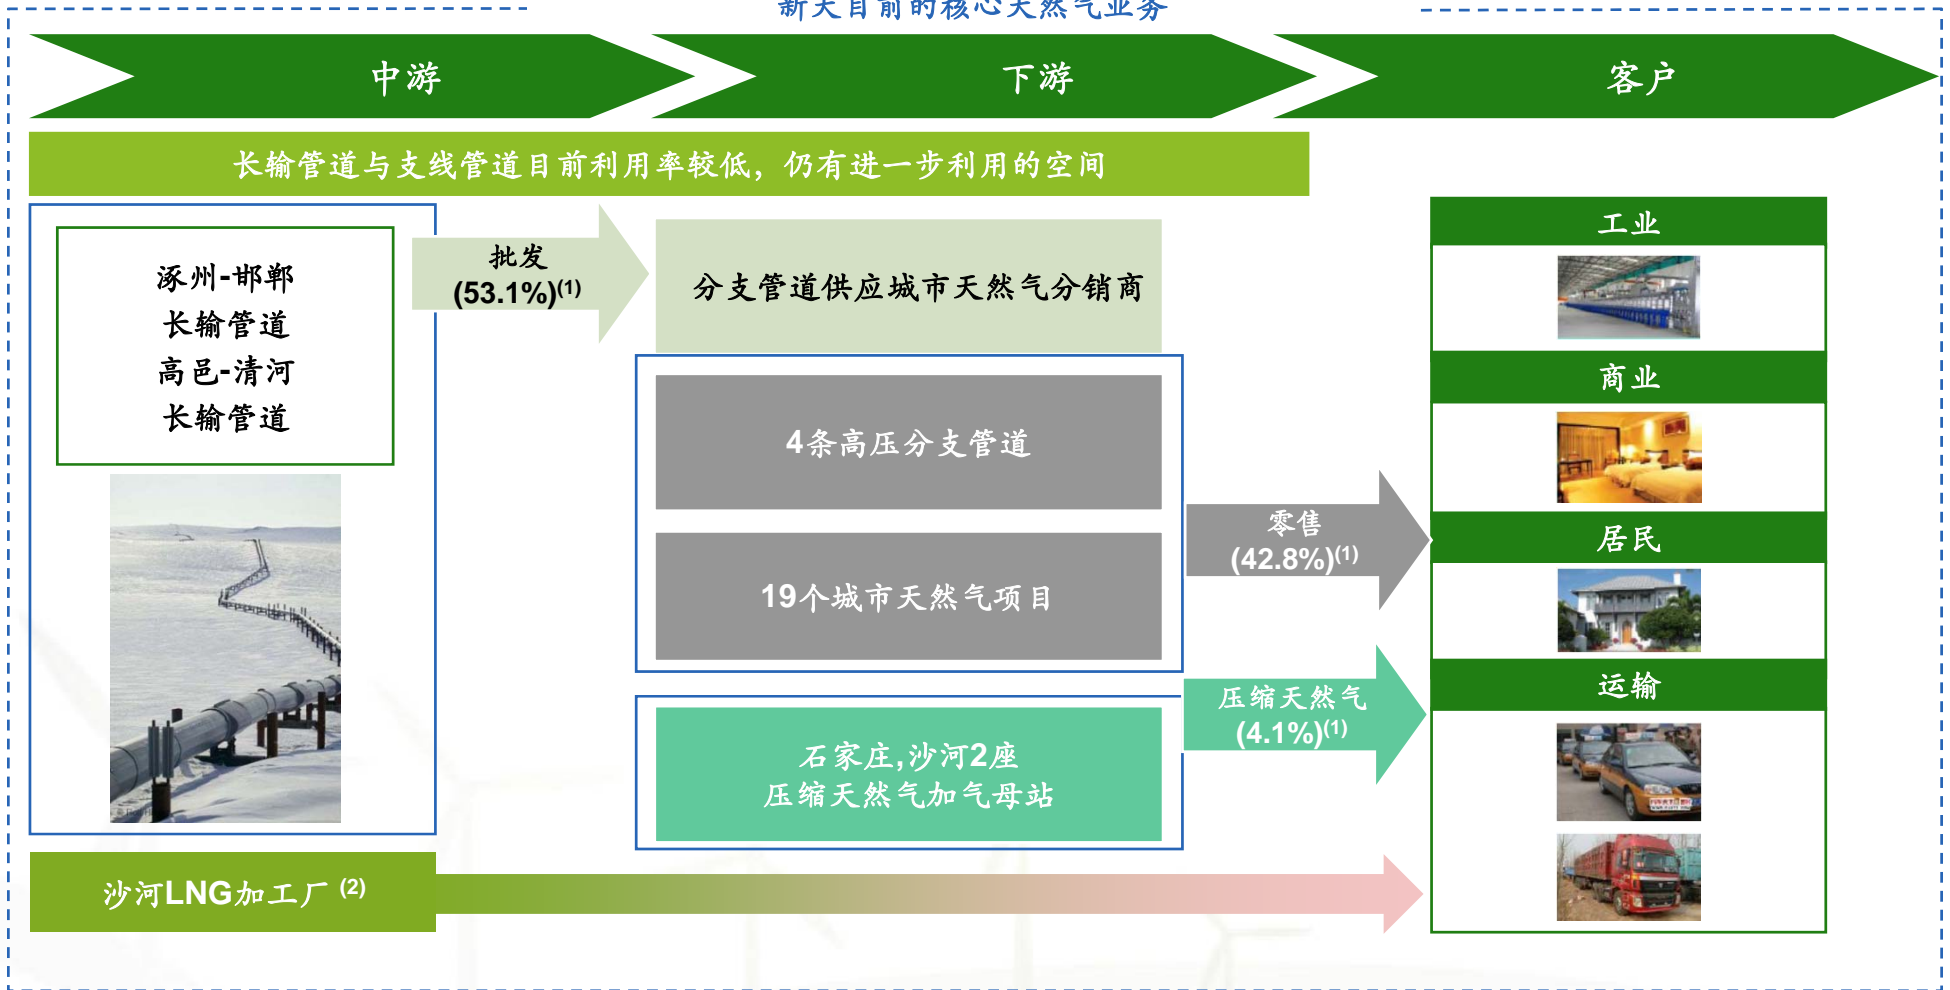 新天目前的核心天然气业务
中游
下游
客户
长输管道与支线管道目前利用率较低，仍有进一步利用的空间
涿州-邯郸
长输管道
高邑-清河
长输管道
批发
(53.1%)(1)
分支管道供应城市天然气分销商
4条高压分支管道
19个城市天然气项目
零售
(42.8%)(1)
石家庄,沙河2座
压缩天然气加气母站
压缩天然气
(4.1%)(1)
沙河LNG加工厂 (2)
工业
商业
居民
运输